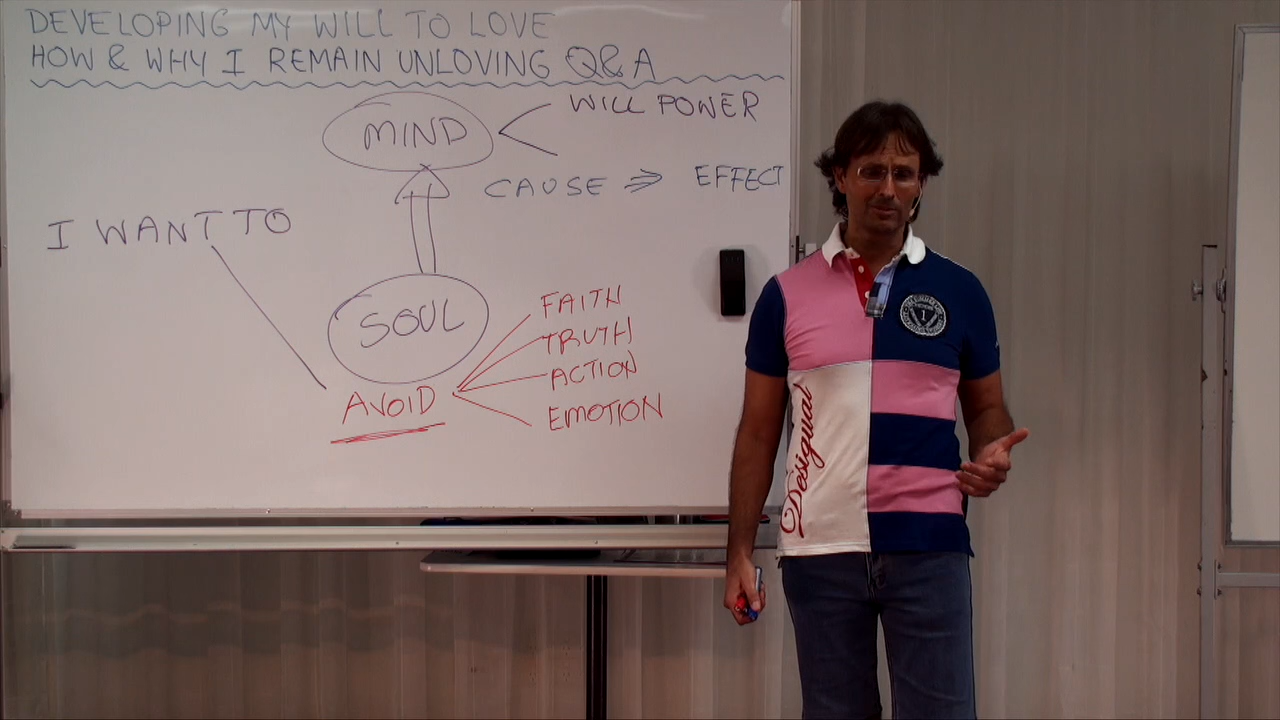 DEVELOPING MY WILL TO LOVE
HOW & WHY I REMAIN UNLOVING Q&A
MIND
WILL POWER
CAUSE ⇒ EFFECT
I WANT TO
SOUL
FAITH
TRUTH
ACTION
EMOTION
AVOID
Desigual
1